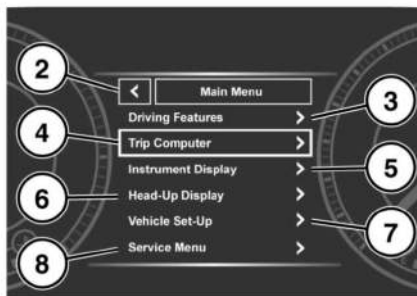 2
< Main Menu
3
Driving Features >
4
Trip Computer >
5
Instrument Display >
6
Head-Up Display >
7
Vehicle Set-Up >
8
Service Menu >